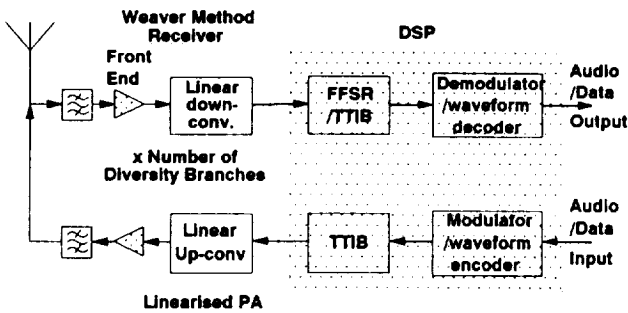 Weaver Method
Receiver
DSP
Front
End
Linear
down-
conv.
FFSR
/TTIB
Demodulator
/waveform
decoder
Audio
/Data
Output
x Number of
Diversity Branches
Linear
Up-conv
TTIB
Modulator
/waveform
encoder
Audio
/Data
Input
Linearised PA